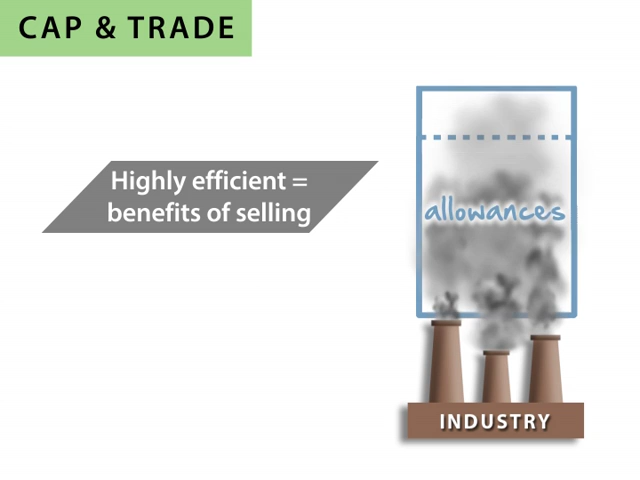 CAP & TRADE
Highly efficient =
benefits of selling
allowances
INDUSTRY